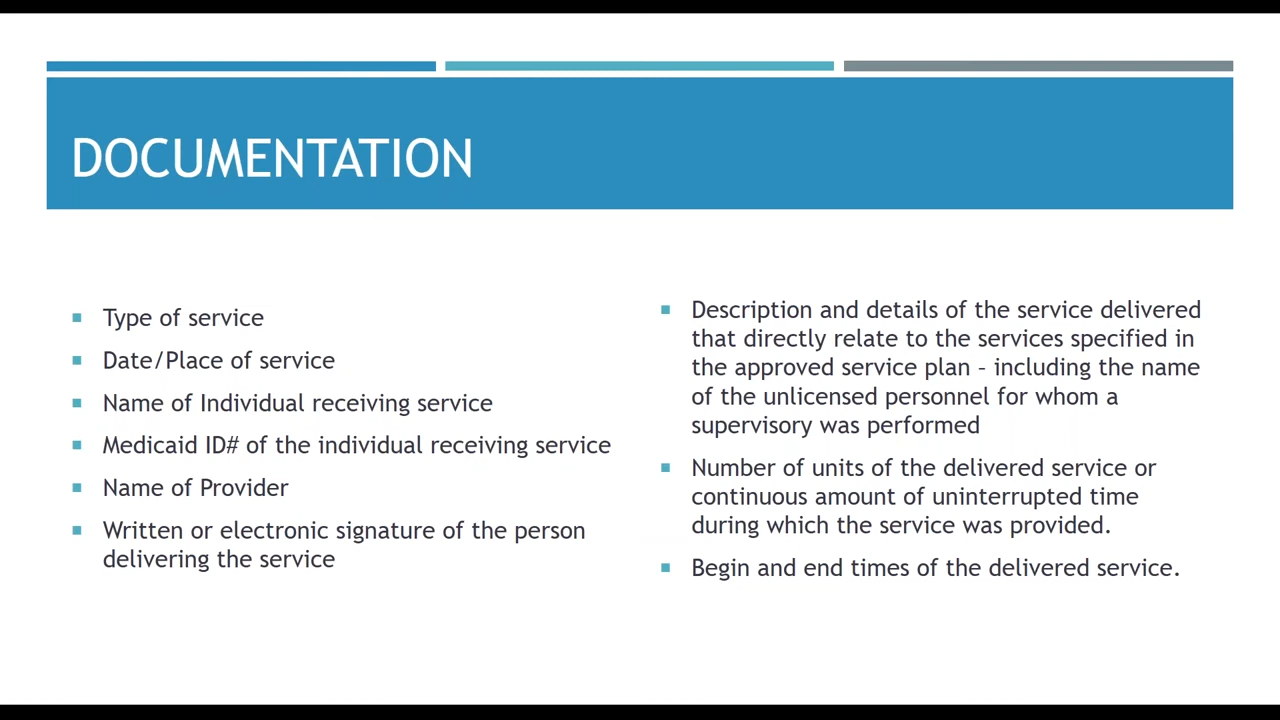 DOCUMENTATION
Type of service
Date/Place of service
Name of Individual receiving service
Medicaid ID# of the individual receiving service
Name of Provider
Written or electronic signature of the person
delivering the service
Description and details of the service delivered
that directly relate to the services specified in
the approved service plan – including the name
of the unlicensed personnel for whom a
supervisory was performed
Number of units of the delivered service or
continuous amount of uninterrupted time
during which the service was provided.
Begin and end times of the delivered service.